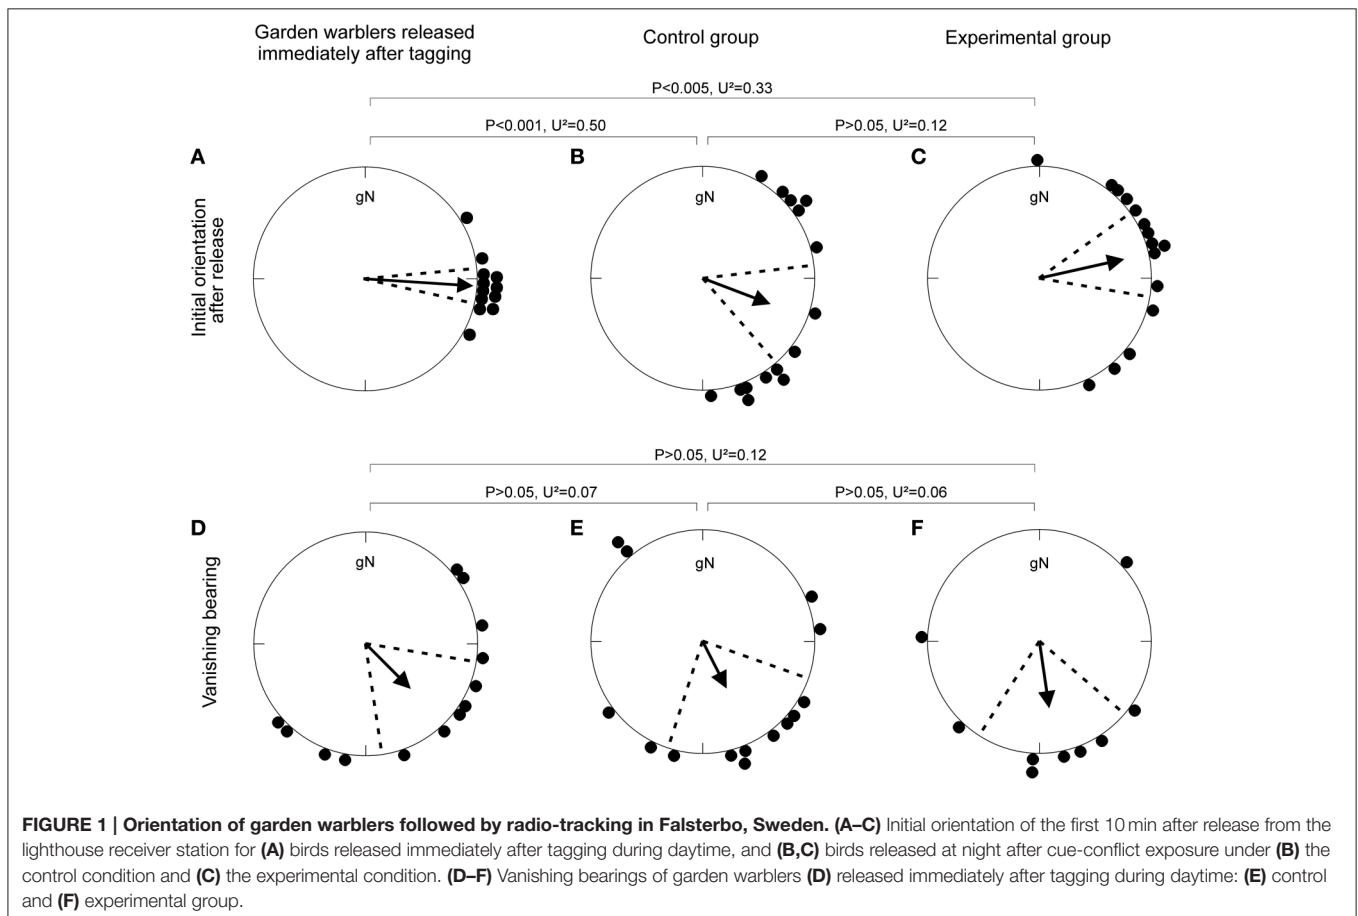 Garden warblers released
immediately after tagging
Control group
Experimental group
P<0.005, U²=0.33
P<0.001, U²=0.50
P>0.05, U²=0.12
A
B
C
gN
gN
gN
Initial orientation
after release
P>0.05, U²=0.12
P>0.05, U²=0.07
P>0.05, U²=0.06
D
E
F
gN
gN
gN
Vanishing bearing
FIGURE 1 | Orientation of garden warblers followed by radio-tracking in Falsterbo, Sweden. (A–C) Initial orientation of the first 10 min after release from the
lighthouse receiver station for (A) birds released immediately after tagging during daytime, and (B,C) birds released at night after cue-conflict exposure under (B) the
control condition and (C) the experimental condition. (D–F) Vanishing bearings of garden warblers (D) released immediately after tagging during daytime: (E) control
and (F) experimental group.